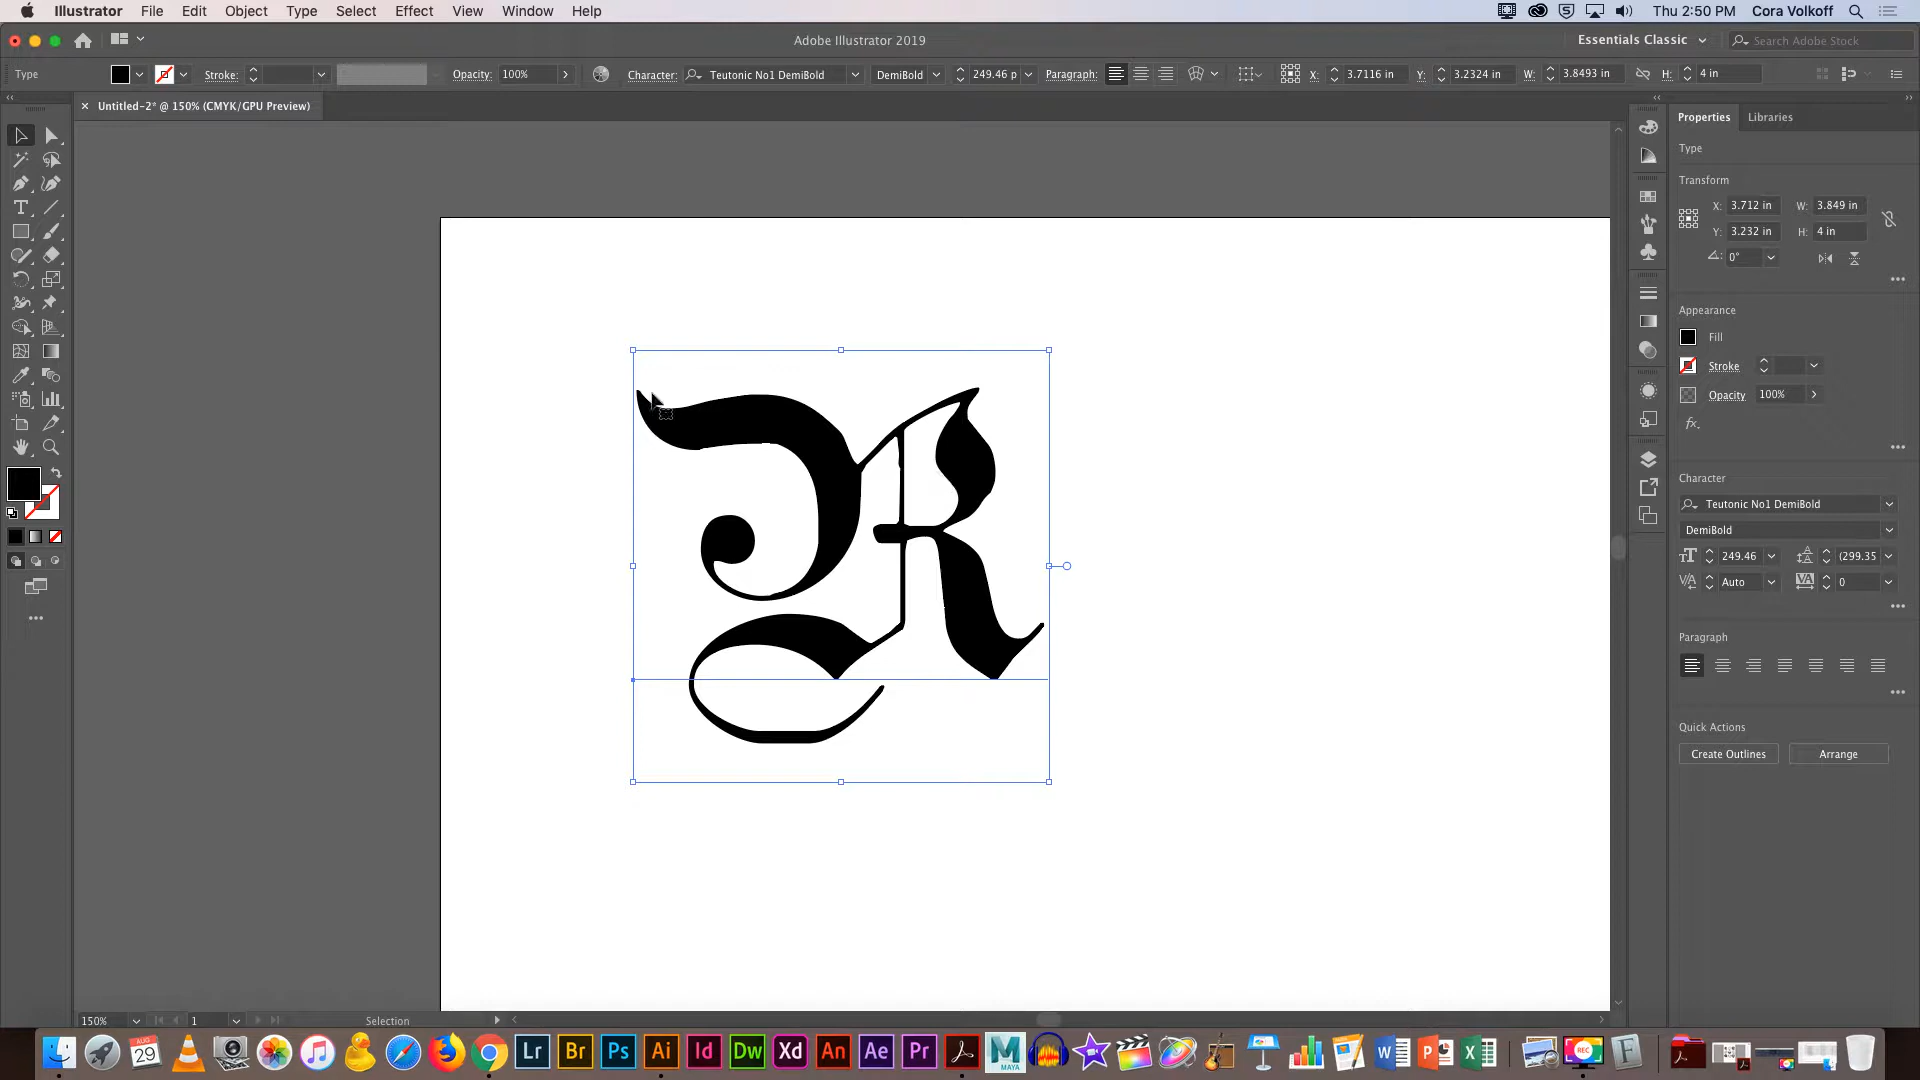 Illustrator File Edit Object Type Select Effect View Window Help Thu 2:50 PM Cora Volkoff
Adobe Illustrator 2019 Essentials Classic Search Adobe Stock
Type Stroke: Opacity: 100% Character: Teutonic No1 DemiBold DemiBold 249.46 p Paragraph: X: 3.7116 in Y: 3.2324 in W: 3.8493 in H: 4 in
Untitled-2* @ 150% (CMYK/GPU Preview)
Properties Libraries
Type
Transform
X: 3.712 in W: 3.849 in
Y: 3.232 in H: 4 in
0°
Appearance
Fill
Stroke
Opacity 100%
fx.
Character
Teutonic No1 DemiBold
DemiBold
249.46 (299.35
Auto 0
Paragraph
Quick Actions
Create Outlines Arrange
R
150% 1 Selection
AUG 29 Lr Br Ps Ai Id Dw Xd An Ae Pr M MAYA W P X REC F